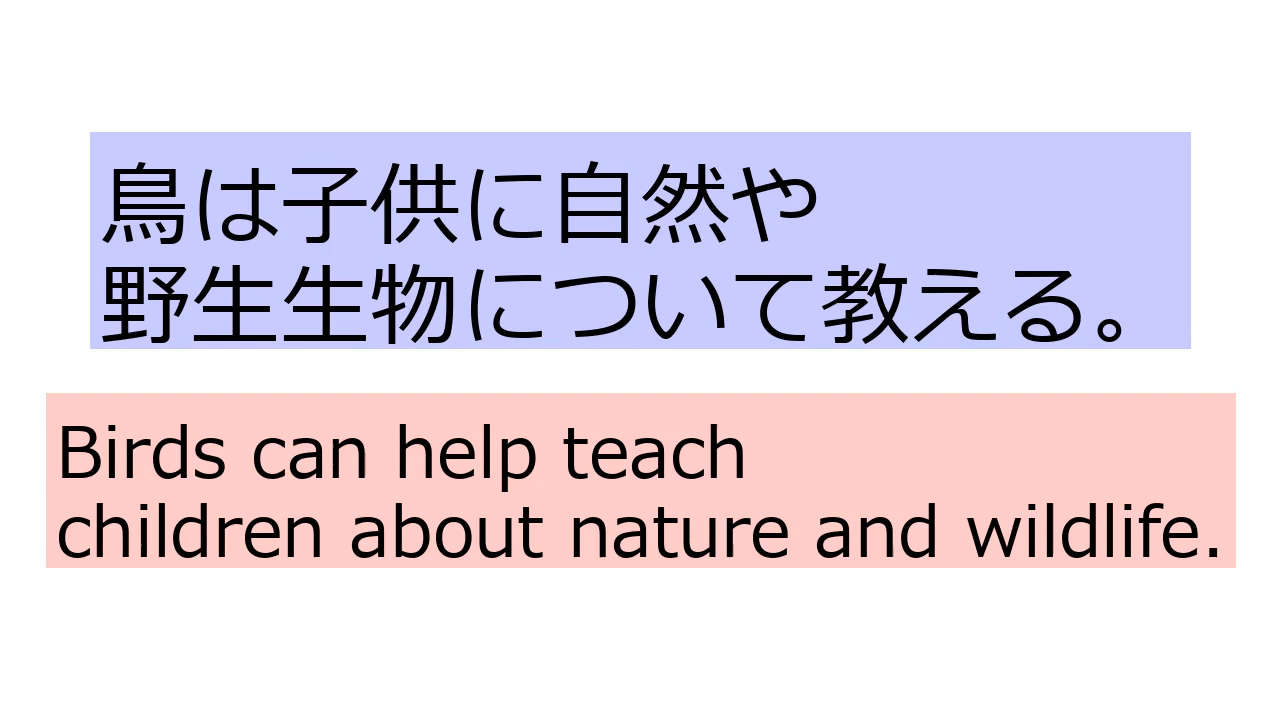 鳥は子供に自然や
野生生物について教える。
Birds can help teach
children about nature and wildlife.